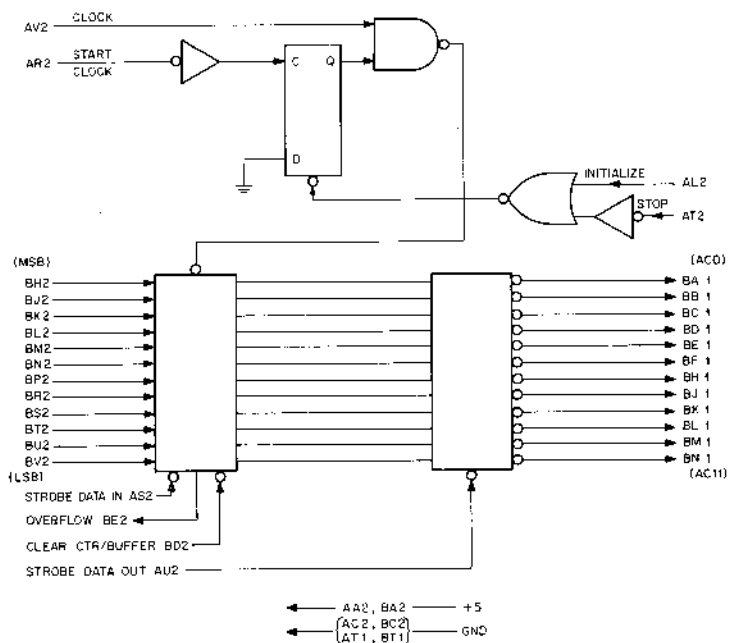 AV2 CLOCK
AR2 START
CLOCK
C Q
D
INITIALIZE AL2
STOP AT2
(MSB) (AC0)
BH2 BA 1
BJ2 BB 1
BK2 BC 1
BL2 BD 1
BM2 BE 1
BN2 BF 1
BP2 BH 1
BR2 BJ 1
BS2 BK 1
BT2 BL 1
BU2 BM 1
BV2 BN 1
(LSB) (AC11)
STROBE DATA IN AS2
OVERFLOW BE2
CLEAR CTR/BUFFER BD2
STROBE DATA OUT AU2
AA2, BA2 +5
AC2, BC2 GND
AT1, BT1